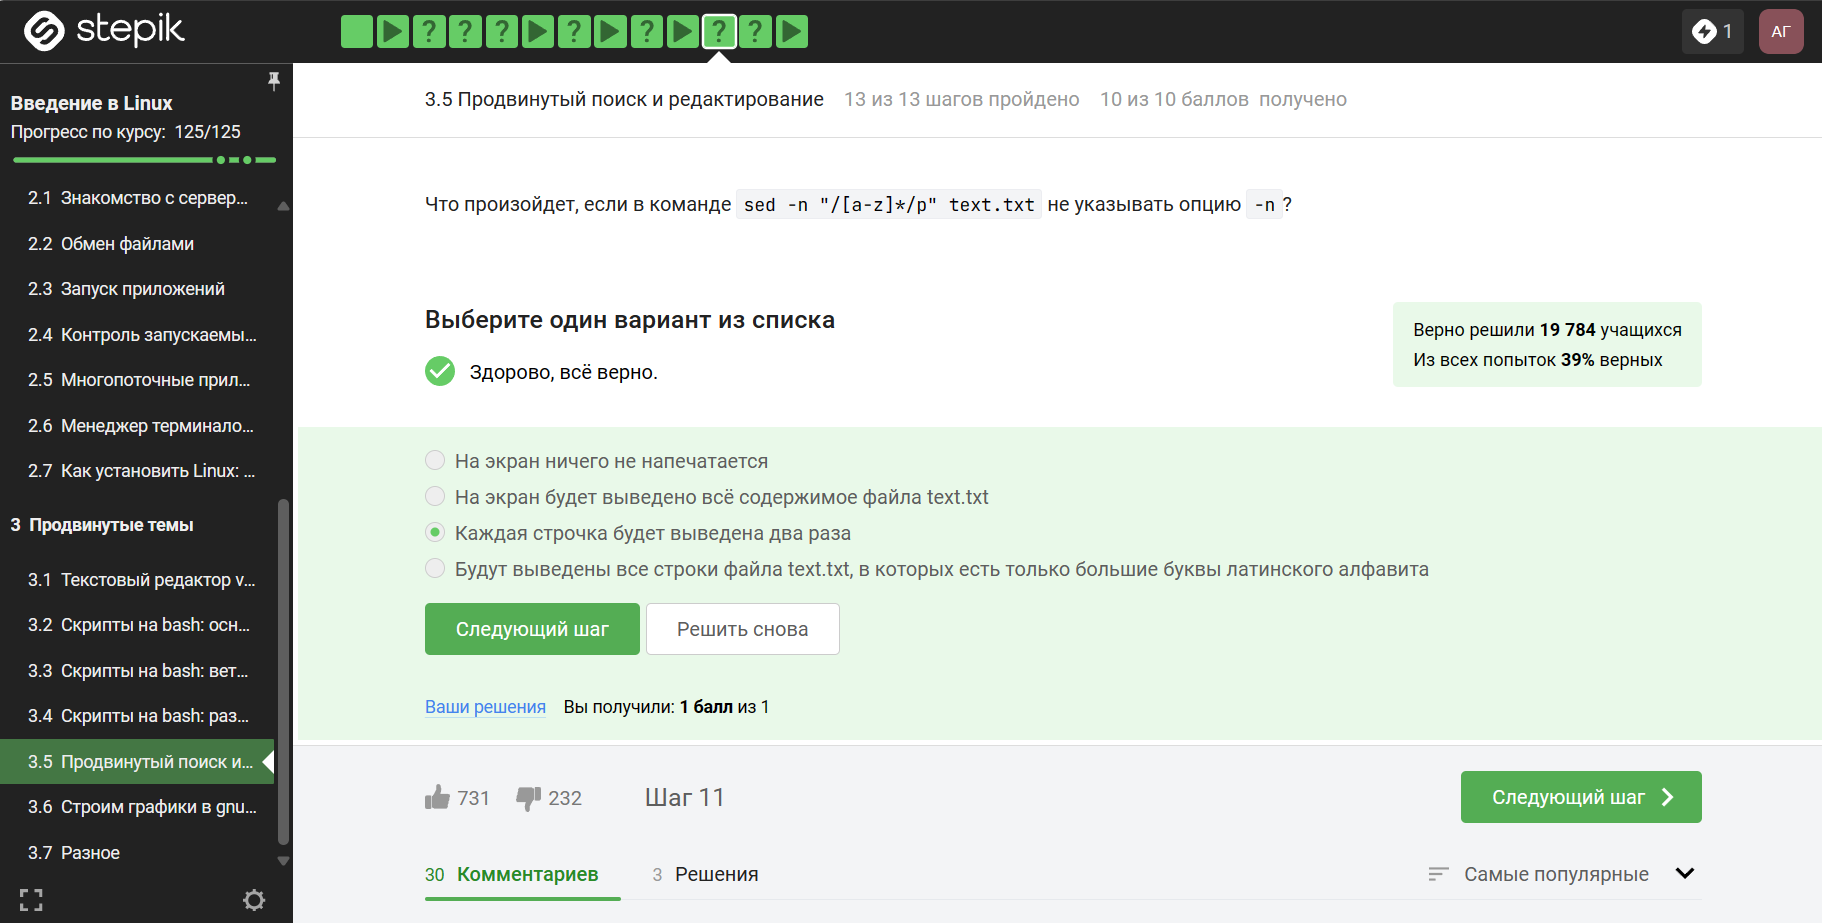 stepik
? ? ? ? ? ? ?
1
АГ
Введение в Linux
Прогресс по курсу: 125/125
2.1 Знакомство с сервер...
2.2 Обмен файлами
2.3 Запуск приложений
2.4 Контроль запускаемы...
2.5 Многопоточные прил...
2.6 Менеджер терминало...
2.7 Как установить Linux: ...
3 Продвинутые темы
3.1 Текстовый редактор v...
3.2 Скрипты на bash: осн...
3.3 Скрипты на bash: вет...
3.4 Скрипты на bash: раз...
3.5 Продвинутый поиск и...
3.6 Строим графики в gnu...
3.7 Разное
3.5 Продвинутый поиск и редактирование 13 из 13 шагов пройдено 10 из 10 баллов получено
Что произойдет, если в команде sed -n "/[a-z]*/p" text.txt не указывать опцию -n?
Выберите один вариант из списка
Здорово, всё верно.
Верно решили 19 784 учащихся
Из всех попыток 39% верных
На экран ничего не напечатается
На экран будет выведено всё содержимое файла text.txt
Каждая строчка будет выведена два раза
Будут выведены все строки файла text.txt, в которых есть только большие буквы латинского алфавита
Следующий шаг Решить снова
Ваши решения Вы получили: 1 балл из 1
731 232 Шаг 11 Следующий шаг
30 Комментариев 3 Решения Самые популярные